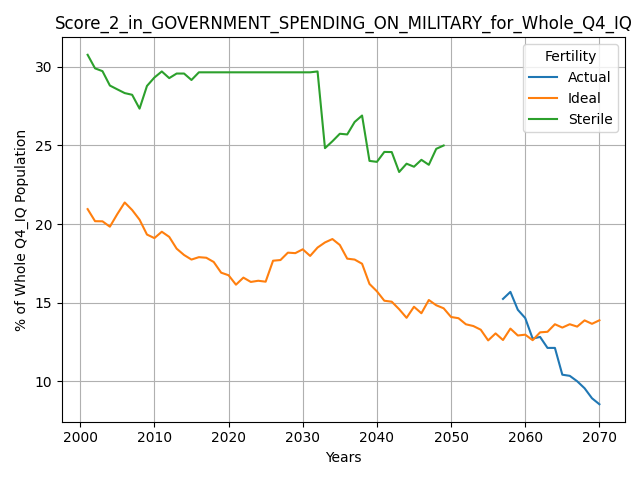 Score_2_in_GOVERNMENT_SPENDING_ON_MILITARY_for_Whole_Q4_IQ
Fertility
Actual
Ideal
Sterile
% of Whole Q4_IQ Population
30
25
20
15
10
2000 2010 2020 2030 2040 2050 2060 2070
Years